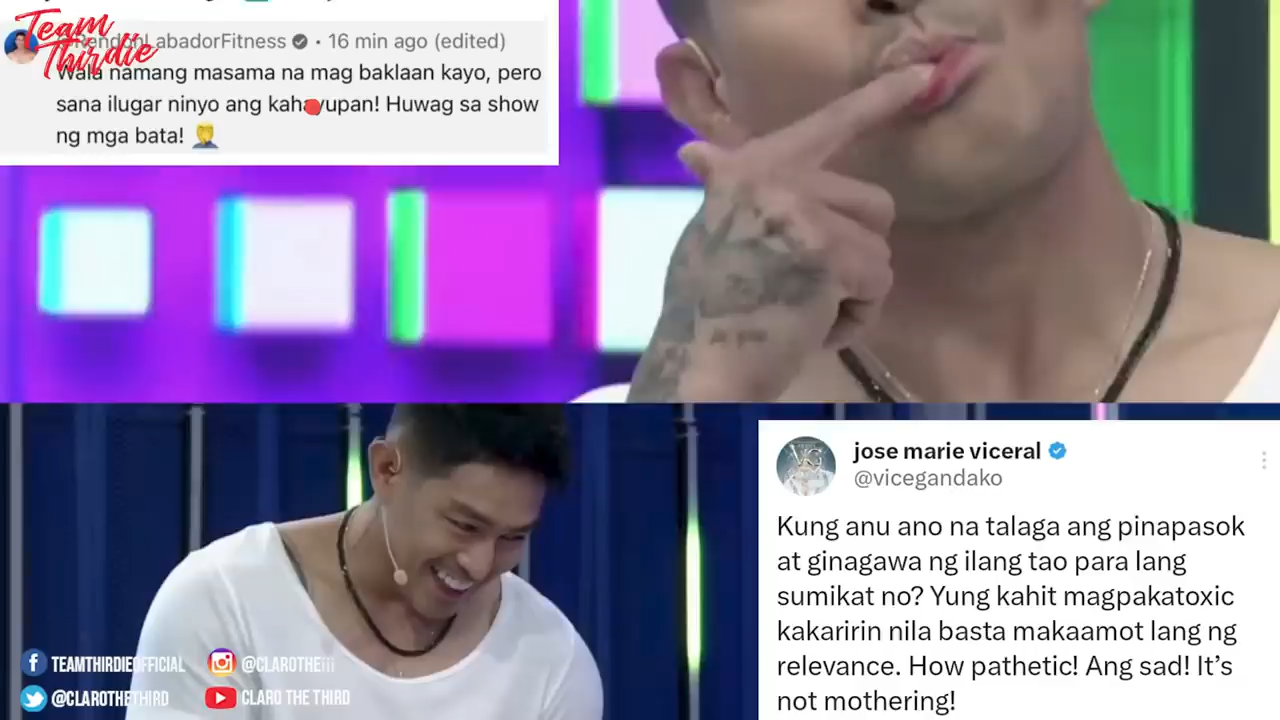 Team
Thirdie
RendonLabadorFitness • 16 min ago (edited)
Wala namang masama na mag baklaan kayo, pero
sana ilugar ninyo ang kahayupan! Huwag sa show
ng mga bata! 🤦
jose marie viceral
@vicegandako
Kung anu ano na talaga ang pinapasok
at ginagawa ng ilang tao para lang
sumikat no? Yung kahit magpakatoxic
kakaririn nila basta makaamot lang ng
relevance. How pathetic! Ang sad! It's
not mothering!
TEAMTHIRDIEOFFICIAL @CLAROTHEiii
@CLAROTHETHIRD CLARO THE THIRD